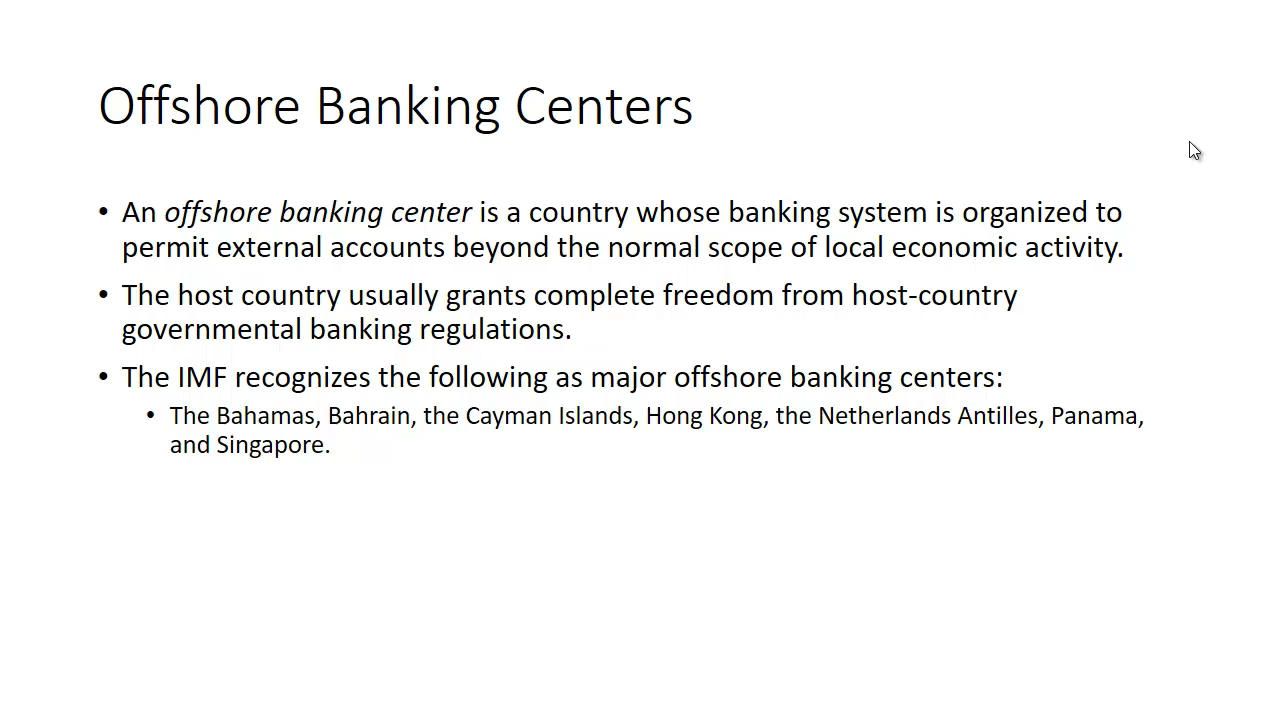 Offshore Banking Centers
• An offshore banking center is a country whose banking system is organized to
permit external accounts beyond the normal scope of local economic activity.
• The host country usually grants complete freedom from host-country
governmental banking regulations.
• The IMF recognizes the following as major offshore banking centers:
• The Bahamas, Bahrain, the Cayman Islands, Hong Kong, the Netherlands Antilles, Panama,
and Singapore.